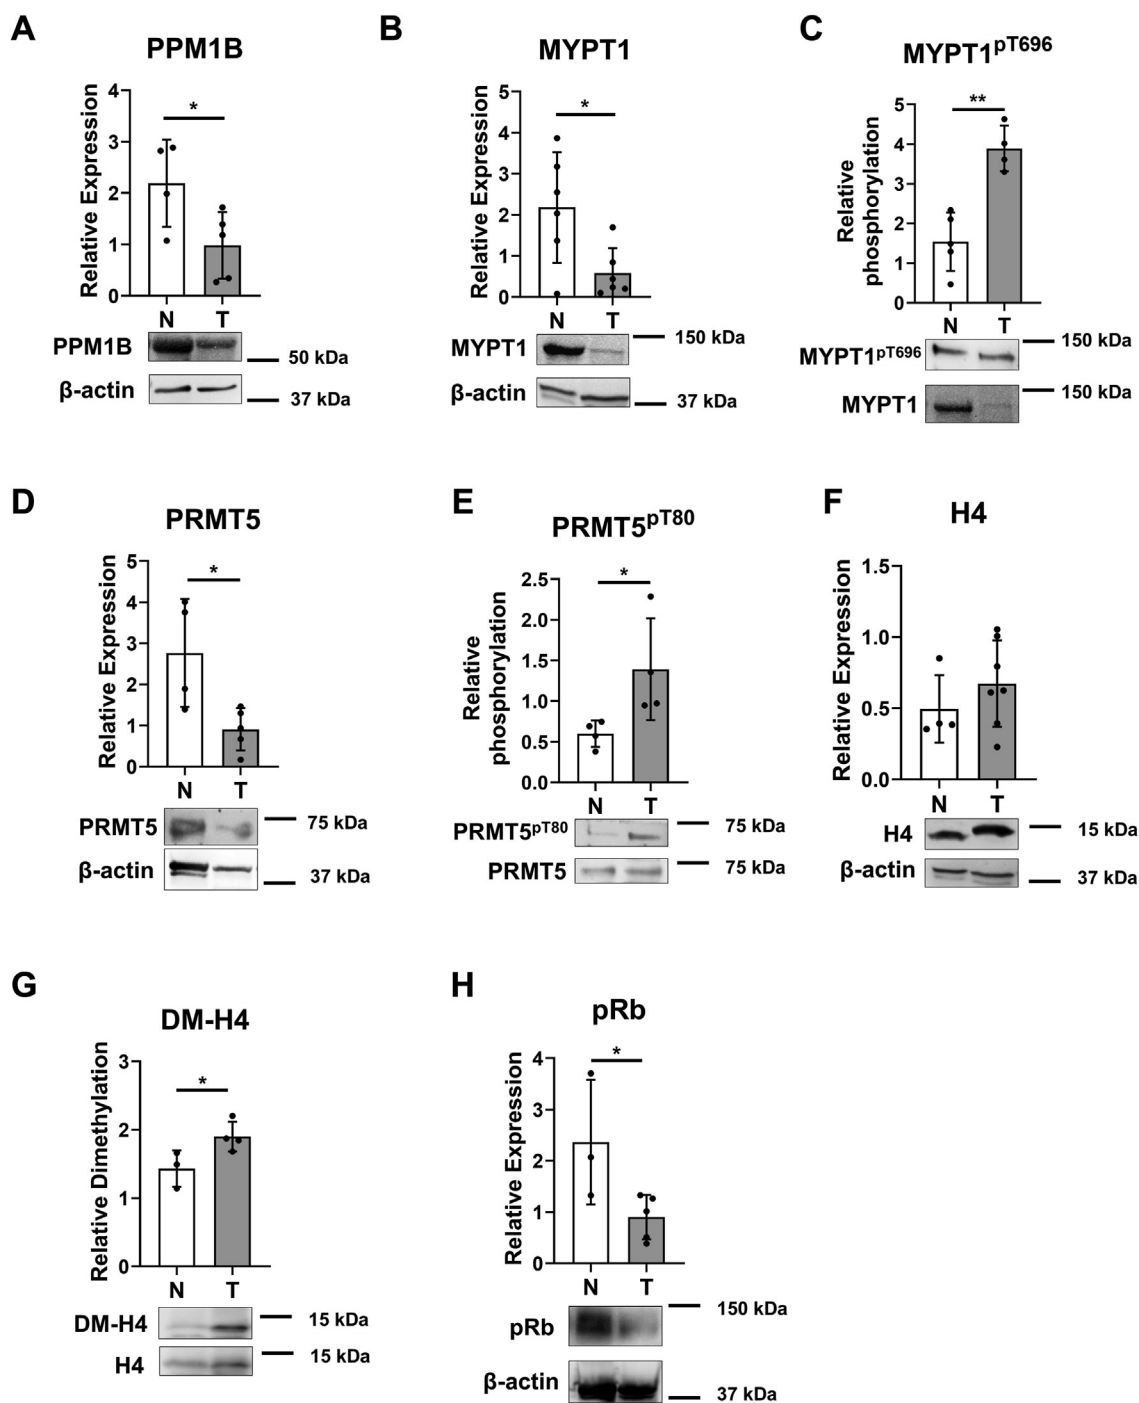 A
PPM1B
Relative Expression
4
3
2
1
0
*
N T
PPM1B
50 kDa
β-actin
37 kDa
B
MYPT1
Relative Expression
5
4
3
2
1
0
*
N T
MYPT1
150 kDa
β-actin
37 kDa
C
MYPT1pT696
Relative
phosphorylation
5
4
3
2
1
0
**
N T
MYPT1pT696
150 kDa
MYPT1
150 kDa
D
PRMT5
Relative Expression
5
4
3
2
1
0
*
N T
PRMT5
75 kDa
β-actin
37 kDa
E
PRMT5pT80
Relative
phosphorylation
2.5
2.0
1.5
1.0
0.5
0.0
*
N T
PRMT5pT80
75 kDa
PRMT5
75 kDa
F
H4
Relative Expression
1.5
1.0
0.5
0.0
N T
H4
15 kDa
β-actin
37 kDa
G
DM-H4
Relative Dimethylation
3
2
1
0
*
N T
DM-H4
15 kDa
H4
15 kDa
H
pRb
Relative Expression
4
3
2
1
0
*
N T
pRb
150 kDa
β-actin
37 kDa